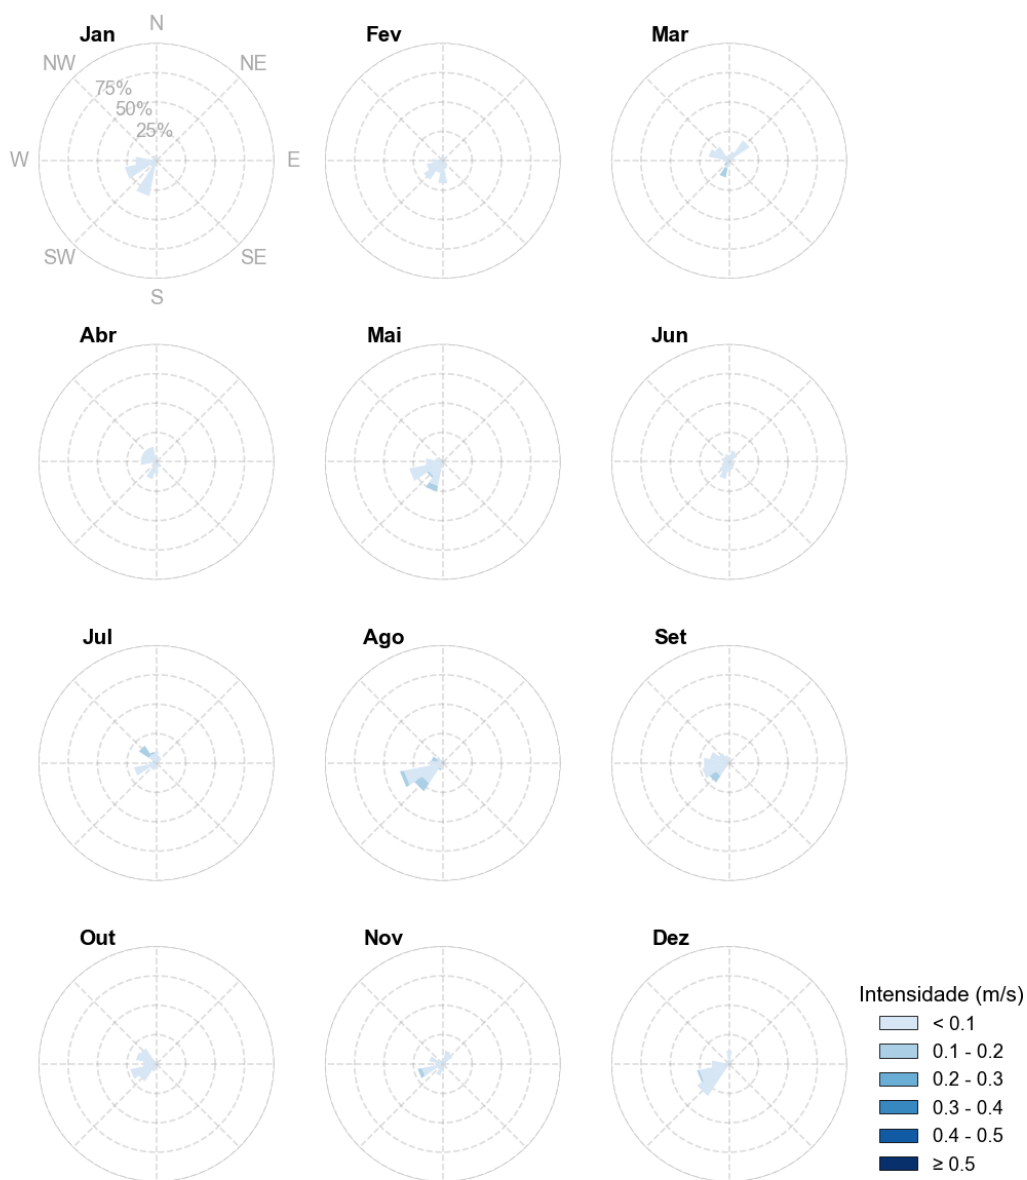 Jan
N
Fev
Mar
NW
NE
75%
50%
25%
W
E
SW
SE
S
Abr
Mai
Jun
Jul
Ago
Set
Out
Nov
Dez
Intensidade (m/s)
< 0.1
0.1 - 0.2
0.2 - 0.3
0.3 - 0.4
0.4 - 0.5
≥ 0.5